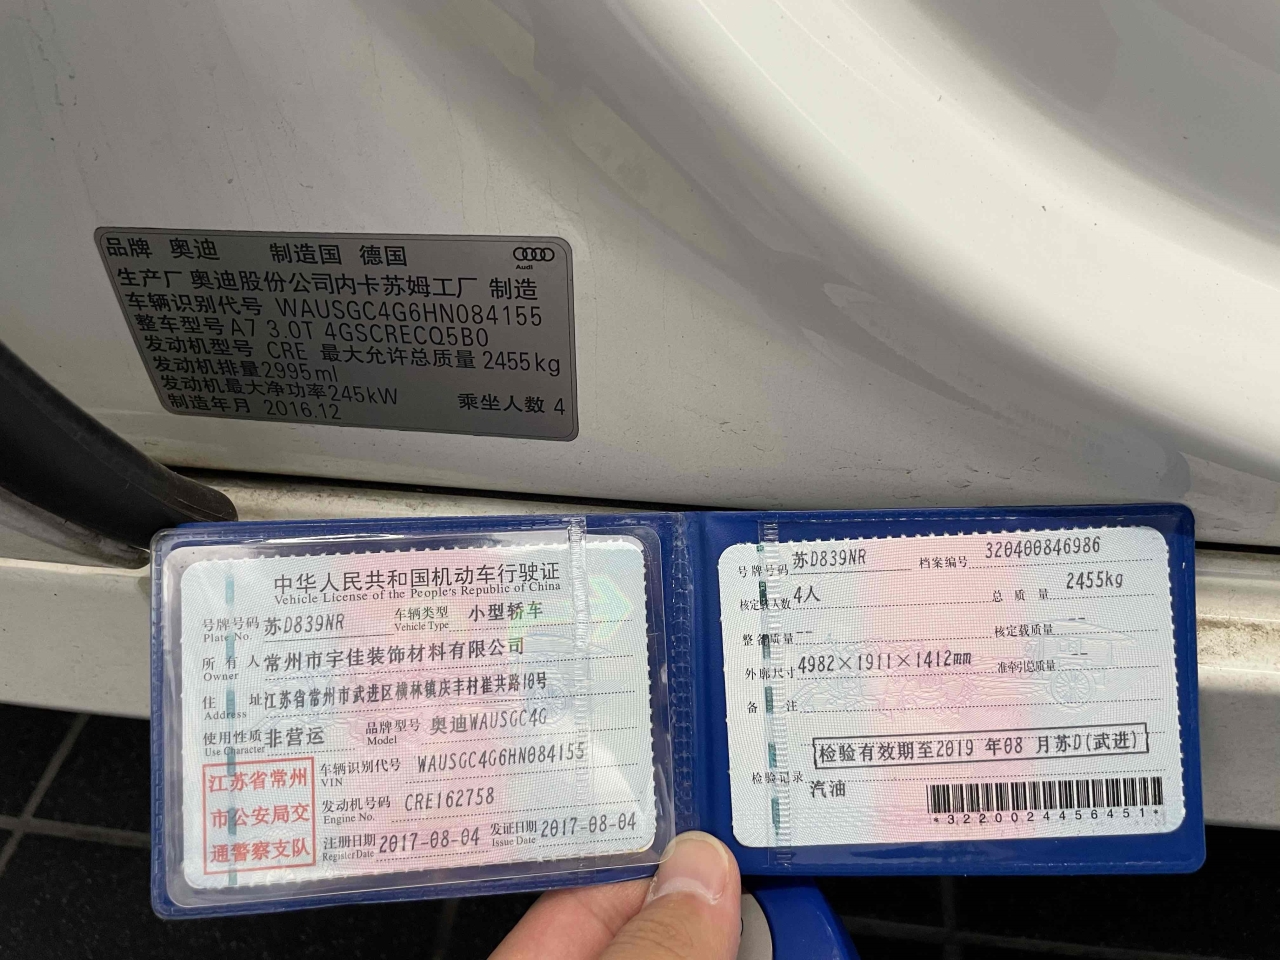 品牌 奥迪 制造国 德国
Audi
生产厂 奥迪股份公司内卡苏姆工厂 制造
车辆识别代号 WAUSGC4G6HN084155
整车型号 A7 3.0T 4GSCRECQ5B0
发动机型号 CRE 最大允许总质量 2455kg
发动机排量2995ml
发动机最大净功率245kW 乘坐人数 4
制造年月 2016.12
中华人民共和国机动车行驶证
Vehicle License of the People's Republic of China
号牌号码 苏D839NR 车辆类型 小型轿车
Plate No. Vehicle Type
所有人 常州市宇佳装饰材料有限公司
Owner
住址 江苏省常州市武进区横林镇庆丰村崔共路18号
Address
使用性质 非营运 品牌型号 奥迪WAUSGC4G
Use Character Model
江苏省常州
市公安局交
通警察支队
车辆识别代号 WAUSGC4G6HN084155
VIN
发动机号码 CRE162758
Engine No.
注册日期 2017-08-04 发证日期 2017-08-04
Register Date Issue Date
号牌号码 苏D839NR 档案编号 320400846986
核定载人数 4人 总质量 2455kg
整备质量 -- 核定载质量 --
外廓尺寸 4982×1911×1412mm 准牵引总质量 --
备注
检验有效期至2019 年08 月苏D(武进)
检验记录
汽油
*3220024456451*